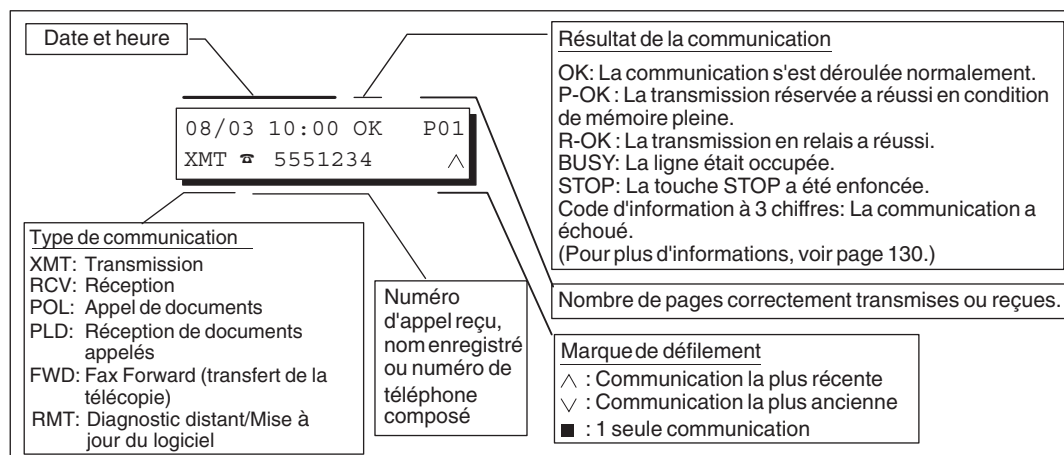 Date et heure
08/03 10:00 OK P01
XMT ☎ 5551234 ∧
Résultat de la communication
OK: La communication s'est déroulée normalement.
P-OK : La transmission réservée a réussi en condition
de mémoire pleine.
R-OK : La transmission en relais a réussi.
BUSY: La ligne était occupée.
STOP: La touche STOP a été enfoncée.
Code d'information à 3 chiffres: La communication a
échoué.
(Pour plus d'informations, voir page 130.)
Type de communication
XMT: Transmission
RCV: Réception
POL: Appel de documents
PLD: Réception de documents
appelés
FWD: Fax Forward (transfert de la
télécopie)
RMT: Diagnostic distant/Mise à
jour du logiciel
Numéro
d'appel reçu,
nom enregistré
ou numéro de
téléphone
composé
Nombre de pages correctement transmises ou reçues.
Marque de défilement
∧ : Communication la plus récente
∨ : Communication la plus ancienne
■ : 1 seule communication